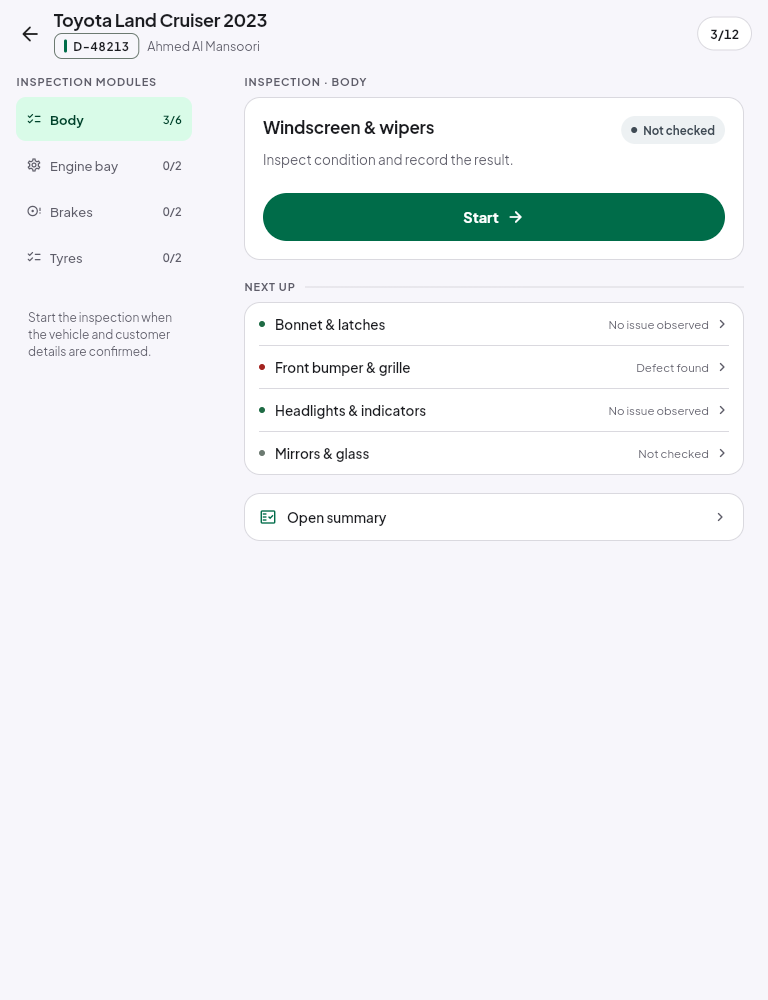 Toyota Land Cruiser 2023
D-48213 Ahmed Al Mansoori
3/12
INSPECTION MODULES
Body 3/6
Engine bay 0/2
Brakes 0/2
Tyres 0/2
Start the inspection when
the vehicle and customer
details are confirmed.
INSPECTION · BODY
Windscreen & wipers
Not checked
Inspect condition and record the result.
Start
NEXT UP
Bonnet & latches No issue observed
Front bumper & grille Defect found
Headlights & indicators No issue observed
Mirrors & glass Not checked
Open summary